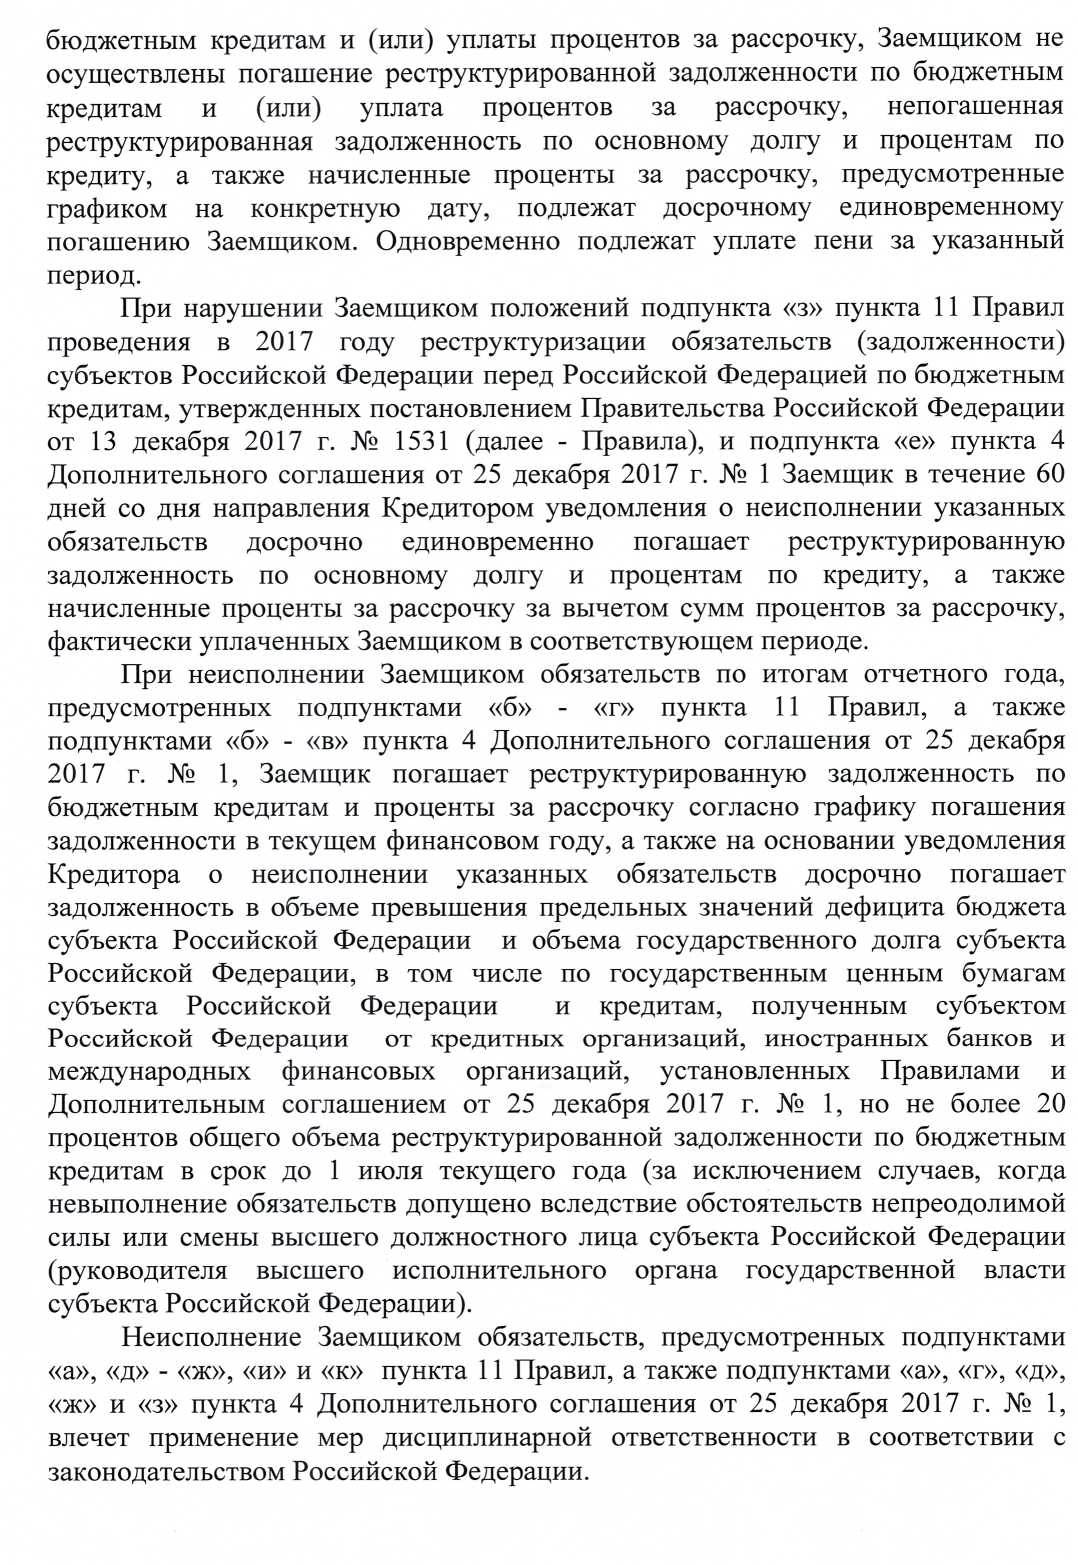 бюджетным кредитам и (или) уплаты процентов за рассрочку, Заемщиком не
осуществлены погашение реструктурированной задолженности по бюджетным
кредитам и (или) уплата процентов за рассрочку, непогашенная
реструктурированная задолженность по основному долгу и процентам по
кредиту, а также начисленные проценты за рассрочку, предусмотренные
графиком на конкретную дату, подлежат досрочному единовременному
погашению Заемщиком. Одновременно подлежат уплате пени за указанный
период.
При нарушении Заемщиком положений подпункта «з» пункта 11 Правил
проведения в 2017 году реструктуризации обязательств (задолженности)
субъектов Российской Федерации перед Российской Федерацией по бюджетным
кредитам, утвержденных постановлением Правительства Российской Федерации
от 13 декабря 2017 г. № 1531 (далее - Правила), и подпункта «е» пункта 4
Дополнительного соглашения от 25 декабря 2017 г. № 1 Заемщик в течение 60
дней со дня направления Кредитором уведомления о неисполнении указанных
обязательств досрочно единовременно погашает реструктурированную
задолженность по основному долгу и процентам по кредиту, а также
начисленные проценты за рассрочку за вычетом сумм процентов за рассрочку,
фактически уплаченных Заемщиком в соответствующем периоде.
При неисполнении Заемщиком обязательств по итогам отчетного года,
предусмотренных подпунктами «б» - «г» пункта 11 Правил, а также
подпунктами «б» - «в» пункта 4 Дополнительного соглашения от 25 декабря
2017 г. № 1, Заемщик погашает реструктурированную задолженность по
бюджетным кредитам и проценты за рассрочку согласно графику погашения
задолженности в текущем финансовом году, а также на основании уведомления
Кредитора о неисполнении указанных обязательств досрочно погашает
задолженность в объеме превышения предельных значений дефицита бюджета
субъекта Российской Федерации и объема государственного долга субъекта
Российской Федерации, в том числе по государственным ценным бумагам
субъекта Российской Федерации и кредитам, полученным субъектом
Российской Федерации от кредитных организаций, иностранных банков и
международных финансовых организаций, установленных Правилами и
Дополнительным соглашением от 25 декабря 2017 г. № 1, но не более 20
процентов общего объема реструктурированной задолженности по бюджетным
кредитам в срок до 1 июля текущего года (за исключением случаев, когда
невыполнение обязательств допущено вследствие обстоятельств непреодолимой
силы или смены высшего должностного лица субъекта Российской Федерации
(руководителя высшего исполнительного органа государственной власти
субъекта Российской Федерации).
Неисполнение Заемщиком обязательств, предусмотренных подпунктами
«а», «д» - «ж», «и» и «к» пункта 11 Правил, а также подпунктами «а», «г», «д»,
«ж» и «з» пункта 4 Дополнительного соглашения от 25 декабря 2017 г. № 1,
влечет применение мер дисциплинарной ответственности в соответствии с
законодательством Российской Федерации.